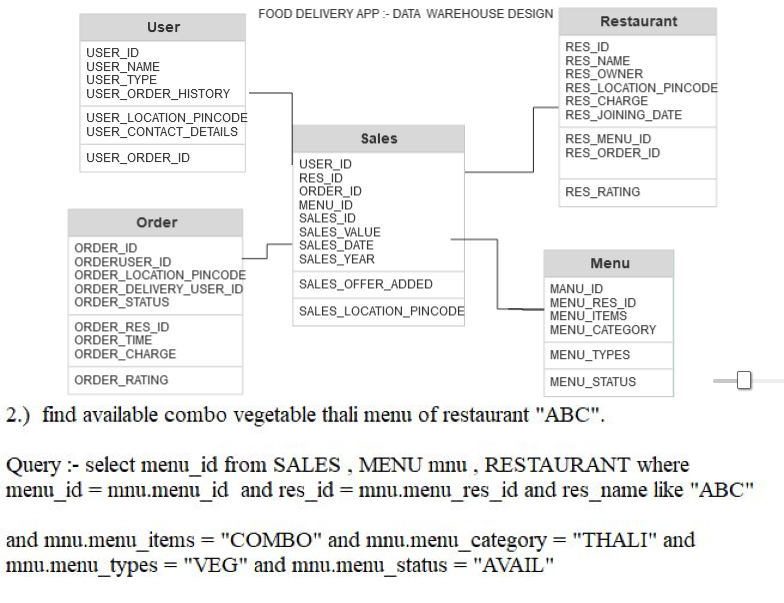 FOOD DELIVERY APP :- DATA WAREHOUSE DESIGN
User
USER_ID
USER_NAME
USER_TYPE
USER_ORDER_HISTORY
USER_LOCATION_PINCODE
USER_CONTACT_DETAILS
USER_ORDER_ID
Restaurant
RES_ID
RES_NAME
RES_OWNER
RES_LOCATION_PINCODE
RES_CHARGE
RES_JOINING_DATE
RES_MENU_ID
RES_ORDER_ID
RES_RATING
Sales
USER_ID
RES_ID
ORDER_ID
MENU_ID
SALES_ID
SALES_VALUE
SALES_DATE
SALES_YEAR
SALES_OFFER_ADDED
SALES_LOCATION_PINCODE
Order
ORDER_ID
ORDERUSER_ID
ORDER_LOCATION_PINCODE
ORDER_DELIVERY_USER_ID
ORDER_STATUS
ORDER_RES_ID
ORDER_TIME
ORDER_CHARGE
ORDER_RATING
Menu
MANU_ID
MENU_RES_ID
MENU_ITEMS
MENU_CATEGORY
MENU_TYPES
MENU_STATUS
2.) find available combo vegetable thali menu of restaurant "ABC".
Query :- select menu_id from SALES , MENU mnu , RESTAURANT where
menu_id = mnu.menu_id and res_id = mnu.menu_res_id and res_name like "ABC"
and mnu.menu_items = "COMBO" and mnu.menu_category = "THALI" and
mnu.menu_types = "VEG" and mnu.menu_status = "AVAIL"